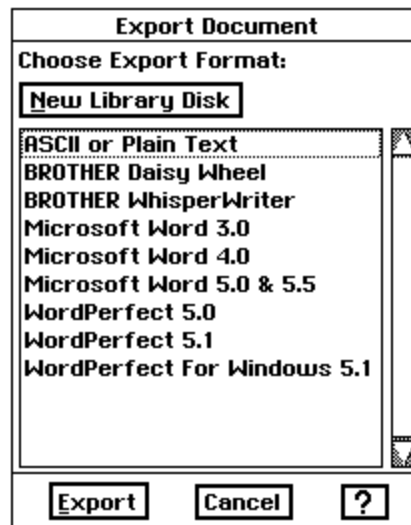 Export Document
Choose Export Format:
New Library Disk
ASCII or Plain Text
BROTHER Daisy Wheel
BROTHER WhisperWriter
Microsoft Word 3.0
Microsoft Word 4.0
Microsoft Word 5.0 & 5.5
WordPerfect 5.0
WordPerfect 5.1
WordPerfect For Windows 5.1
Export Cancel ?